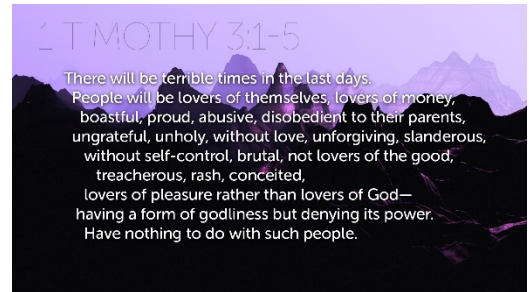 1 T MOTHY 3:1-5
There will be terrible times in the last days.
People will be lovers of themselves, lovers of money,
boastful, proud, abusive, disobedient to their parents,
ungrateful, unholy, without love, unforgiving, slanderous,
without self-control, brutal, not lovers of the good,
treacherous, rash, conceited,
lovers of pleasure rather than lovers of God—
having a form of godliness but denying its power.
Have nothing to do with such people.